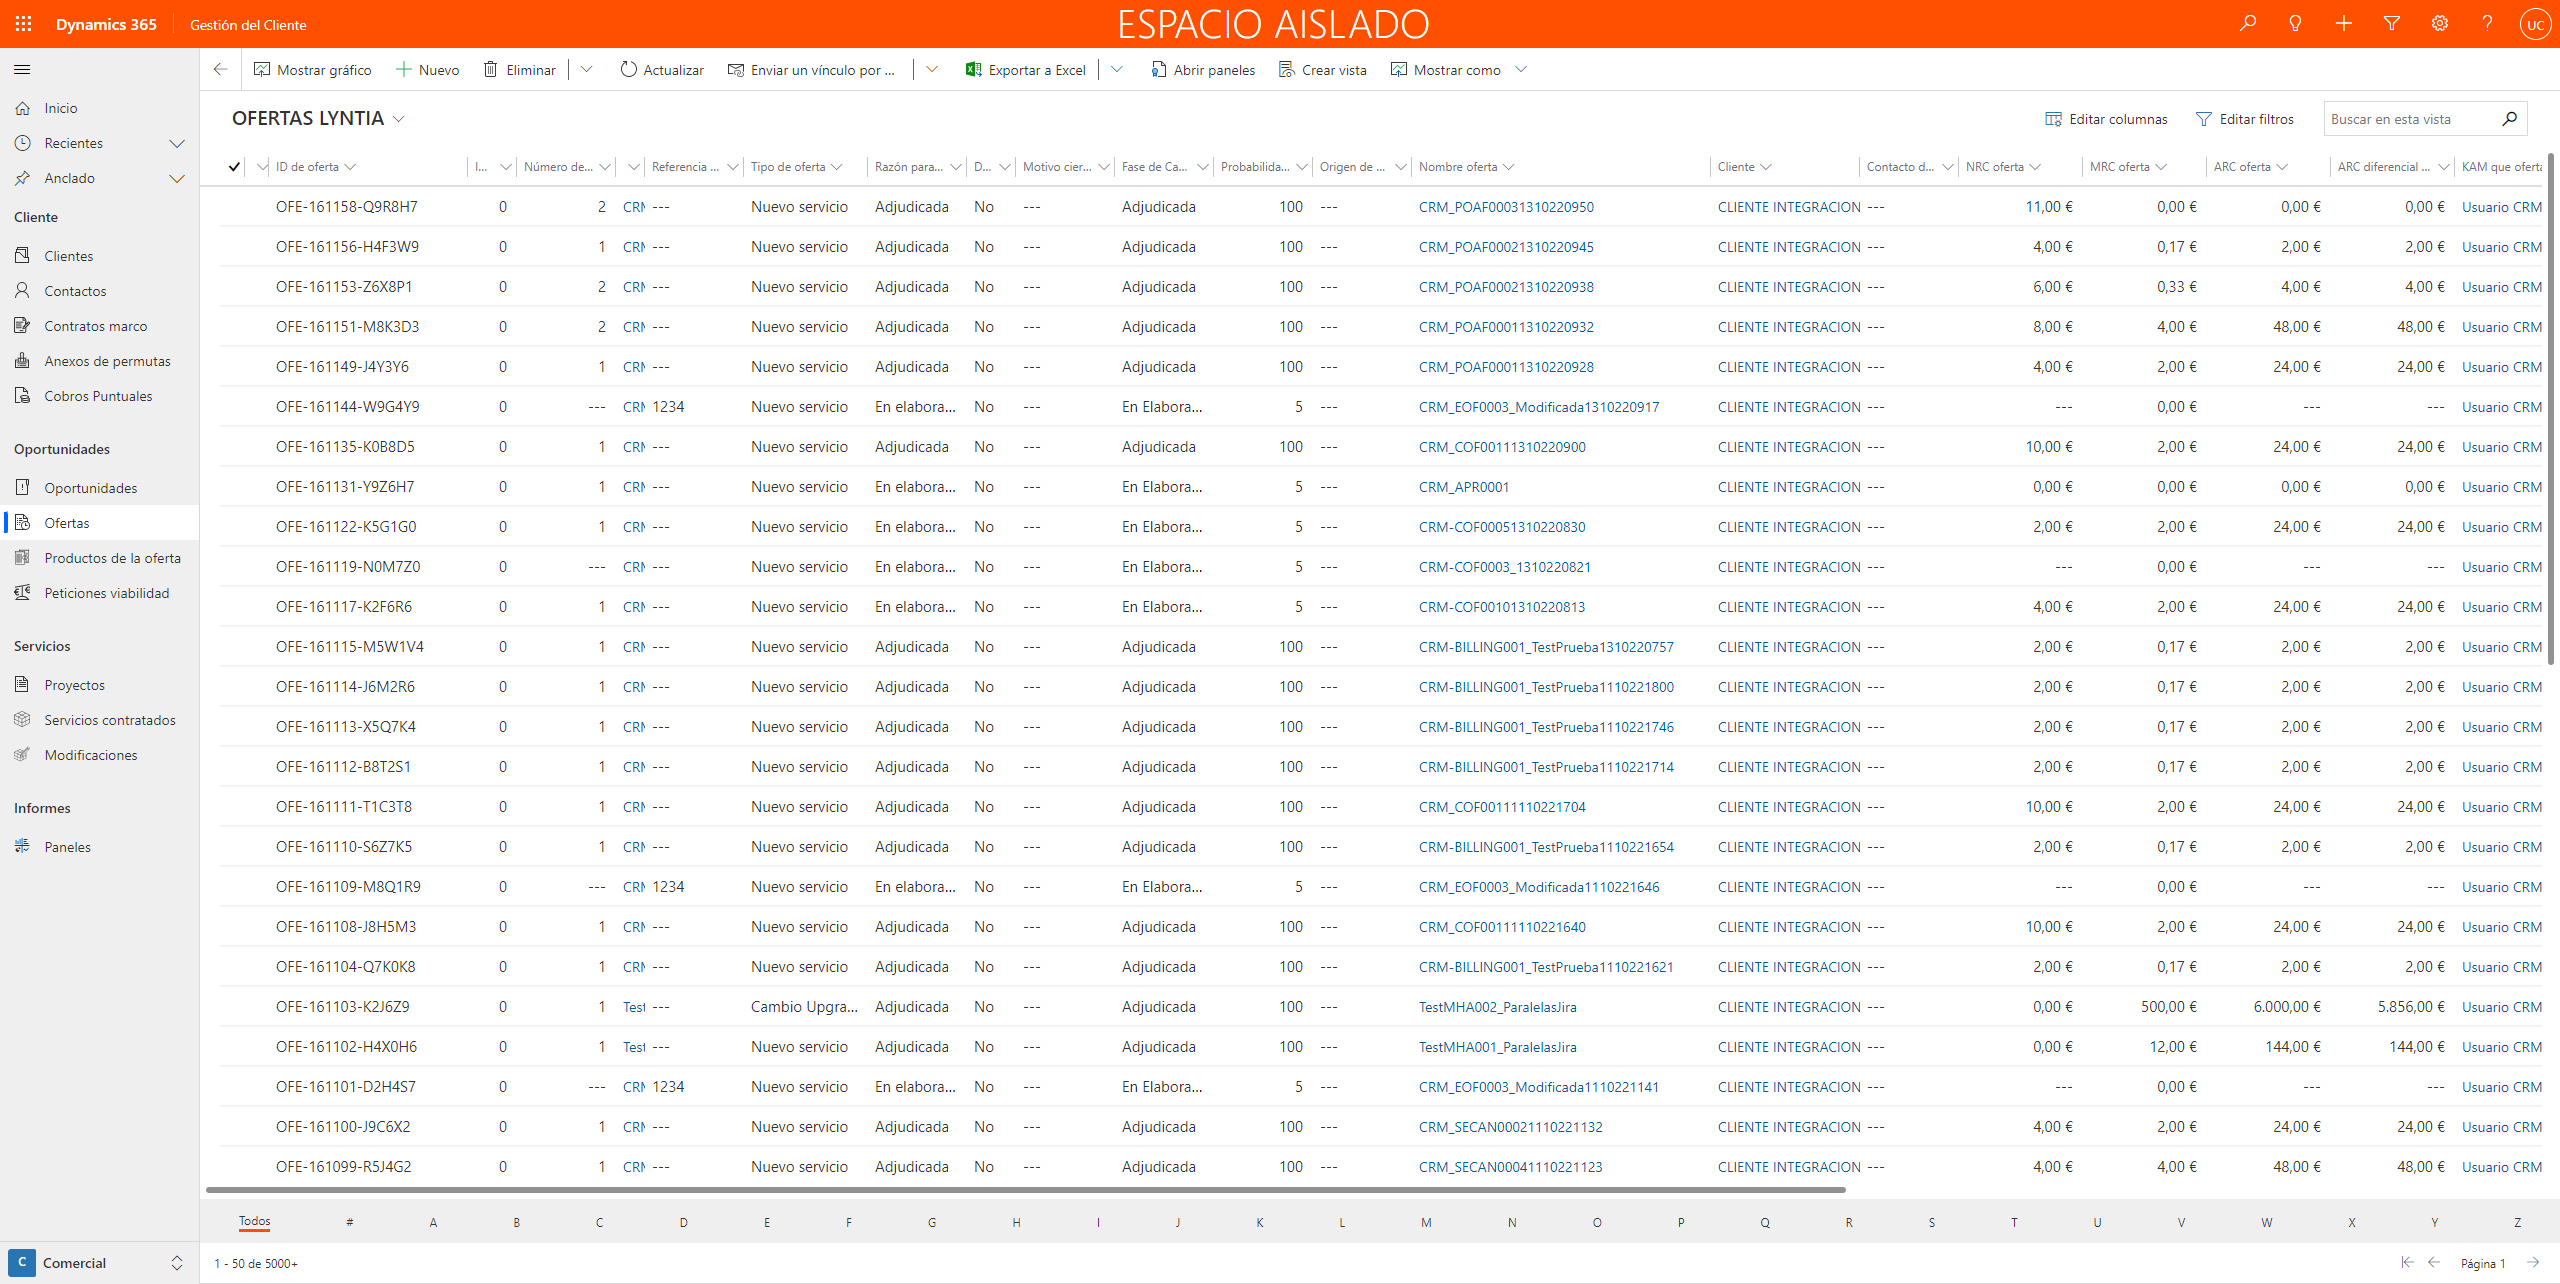 Dynamics 365 Gestión del Cliente ESPACIO AISLADO UC
Mostrar gráfico Nuevo Eliminar Actualizar Enviar un vínculo por ... Exportar a Excel Abrir paneles Crear vista Mostrar como
Inicio
Recientes
Anclado
Cliente
Clientes
Contactos
Contratos marco
Anexos de permutas
Cobros Puntuales
Oportunidades
Oportunidades
Ofertas
Productos de la oferta
Peticiones viabilidad
Servicios
Proyectos
Servicios contratados
Modificaciones
Informes
Paneles
C Comercial
OFERTAS LYNTIA Editar columnas Editar filtros Buscar en esta vista
ID de oferta I... Número de... Referencia ... Tipo de oferta Razón para... D... Motivo cier... Fase de Ca... Probabilida... Origen de ... Nombre oferta Cliente Contacto d... NRC oferta MRC oferta ARC oferta ARC diferencial ... KAM que oferta
OFE-161158-Q9R8H7 0 2 CRM --- Nuevo servicio Adjudicada No --- Adjudicada 100 --- CRM_POAF00031310220950 CLIENTE INTEGRACION --- 11,00 € 0,00 € 0,00 € 0,00 € Usuario CRM
OFE-161156-H4F3W9 0 1 CRM --- Nuevo servicio Adjudicada No --- Adjudicada 100 --- CRM_POAF00021310220945 CLIENTE INTEGRACION --- 4,00 € 0,17 € 2,00 € 2,00 € Usuario CRM
OFE-161153-Z6X8P1 0 2 CRM --- Nuevo servicio Adjudicada No --- Adjudicada 100 --- CRM_POAF00021310220938 CLIENTE INTEGRACION --- 6,00 € 0,33 € 4,00 € 4,00 € Usuario CRM
OFE-161151-M8K3D3 0 2 CRM --- Nuevo servicio Adjudicada No --- Adjudicada 100 --- CRM_POAF00011310220932 CLIENTE INTEGRACION --- 8,00 € 4,00 € 48,00 € 48,00 € Usuario CRM
OFE-161149-J4Y3Y6 0 1 CRM --- Nuevo servicio Adjudicada No --- Adjudicada 100 --- CRM_POAF00011310220928 CLIENTE INTEGRACION --- 4,00 € 2,00 € 24,00 € 24,00 € Usuario CRM
OFE-161144-W9G4Y9 0 --- CRM 1234 Nuevo servicio En elabora... No --- En Elabora... 5 --- CRM_EOF0003_Modificada1310220917 CLIENTE INTEGRACION --- --- 0,00 € --- --- Usuario CRM
OFE-161135-K0B8D5 0 1 CRM --- Nuevo servicio Adjudicada No --- Adjudicada 100 --- CRM_COF00111310220900 CLIENTE INTEGRACION --- 10,00 € 2,00 € 24,00 € 24,00 € Usuario CRM
OFE-161131-Y9Z6H7 0 1 CRM --- Nuevo servicio En elabora... No --- En Elabora... 5 --- CRM_APR0001 CLIENTE INTEGRACION --- 0,00 € 0,00 € 0,00 € 0,00 € Usuario CRM
OFE-161122-K5G1G0 0 1 CRM --- Nuevo servicio En elabora... No --- En Elabora... 5 --- CRM-COF00051310220830 CLIENTE INTEGRACION --- 2,00 € 2,00 € 24,00 € 24,00 € Usuario CRM
OFE-161119-N0M7Z0 0 --- CRM --- Nuevo servicio En elabora... No --- En Elabora... 5 --- CRM-COF0003_1310220821 CLIENTE INTEGRACION --- --- 0,00 € --- --- Usuario CRM
OFE-161117-K2F6R6 0 1 CRM --- Nuevo servicio En elabora... No --- En Elabora... 5 --- CRM-COF00101310220813 CLIENTE INTEGRACION --- 4,00 € 2,00 € 24,00 € 24,00 € Usuario CRM
OFE-161115-M5W1V4 0 1 CRM --- Nuevo servicio Adjudicada No --- Adjudicada 100 --- CRM-BILLING001_TestPrueba1310220757 CLIENTE INTEGRACION --- 2,00 € 0,17 € 2,00 € 2,00 € Usuario CRM
OFE-161114-J6M2R6 0 1 CRM --- Nuevo servicio Adjudicada No --- Adjudicada 100 --- CRM-BILLING001_TestPrueba1110221800 CLIENTE INTEGRACION --- 2,00 € 0,17 € 2,00 € 2,00 € Usuario CRM
OFE-161113-X5Q7K4 0 1 CRM --- Nuevo servicio Adjudicada No --- Adjudicada 100 --- CRM-BILLING001_TestPrueba1110221746 CLIENTE INTEGRACION --- 2,00 € 0,17 € 2,00 € 2,00 € Usuario CRM
OFE-161112-B8T2S1 0 1 CRM --- Nuevo servicio Adjudicada No --- Adjudicada 100 --- CRM-BILLING001_TestPrueba1110221714 CLIENTE INTEGRACION --- 2,00 € 0,17 € 2,00 € 2,00 € Usuario CRM
OFE-161111-T1C3T8 0 1 CRM --- Nuevo servicio Adjudicada No --- Adjudicada 100 --- CRM_COF00111110221704 CLIENTE INTEGRACION --- 10,00 € 2,00 € 24,00 € 24,00 € Usuario CRM
OFE-161110-S6Z7K5 0 1 CRM --- Nuevo servicio Adjudicada No --- Adjudicada 100 --- CRM-BILLING001_TestPrueba1110221654 CLIENTE INTEGRACION --- 2,00 € 0,17 € 2,00 € 2,00 € Usuario CRM
OFE-161109-M8Q1R9 0 --- CRM 1234 Nuevo servicio En elabora... No --- En Elabora... 5 --- CRM_EOF0003_Modificada1110221646 CLIENTE INTEGRACION --- --- 0,00 € --- --- Usuario CRM
OFE-161108-J8H5M3 0 1 CRM --- Nuevo servicio Adjudicada No --- Adjudicada 100 --- CRM_COF00111110221640 CLIENTE INTEGRACION --- 10,00 € 2,00 € 24,00 € 24,00 € Usuario CRM
OFE-161104-Q7K0K8 0 1 CRM --- Nuevo servicio Adjudicada No --- Adjudicada 100 --- CRM-BILLING001_TestPrueba1110221621 CLIENTE INTEGRACION --- 2,00 € 0,17 € 2,00 € 2,00 € Usuario CRM
OFE-161103-K2J6Z9 0 1 Test --- Cambio Upgra... Adjudicada No --- Adjudicada 100 --- TestMHA002_ParalelasJira CLIENTE INTEGRACION --- 0,00 € 500,00 € 6.000,00 € 5.856,00 € Usuario CRM
OFE-161102-H4X0H6 0 1 Test --- Nuevo servicio Adjudicada No --- Adjudicada 100 --- TestMHA001_ParalelasJira CLIENTE INTEGRACION --- 0,00 € 12,00 € 144,00 € 144,00 € Usuario CRM
OFE-161101-D2H4S7 0 --- CRM 1234 Nuevo servicio En elabora... No --- En Elabora... 5 --- CRM_EOF0003_Modificada1110221141 CLIENTE INTEGRACION --- --- 0,00 € --- --- Usuario CRM
OFE-161100-J9C6X2 0 1 CRM --- Nuevo servicio Adjudicada No --- Adjudicada 100 --- CRM_SECAN00021110221132 CLIENTE INTEGRACION --- 4,00 € 2,00 € 24,00 € 24,00 € Usuario CRM
OFE-161099-R5J4G2 0 1 CRM --- Nuevo servicio Adjudicada No --- Adjudicada 100 --- CRM_SECAN00041110221123 CLIENTE INTEGRACION --- 4,00 € 4,00 € 48,00 € 48,00 € Usuario CRM
Todos # A B C D E F G H I J K L M N O P Q R S T U V W X Y Z
1 - 50 de 5000+ Página 1